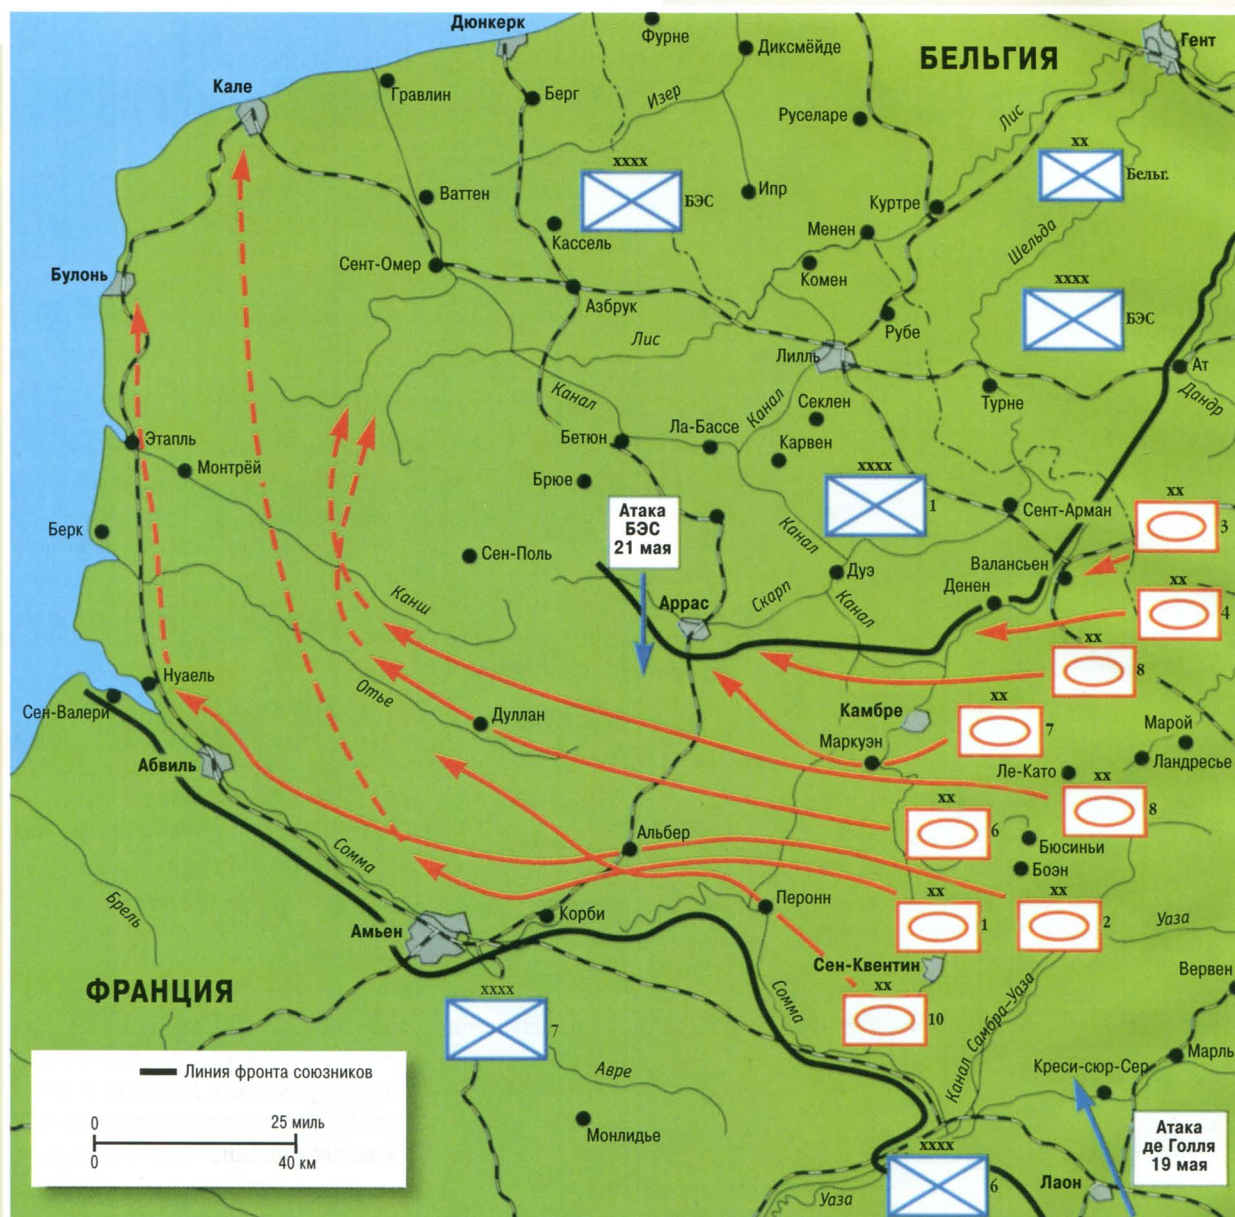 Дюнкерк
Фурне
Диксмёйде
БЕЛЬГИЯ
Гент
Кале
Гравлин
Берг
Изер
Руселаре
Лис
xxxx
БЭС
xx
Бельг.
Ваттен
Ипр
Куртре
Кассель
Менен
Шельда
Булонь
Сент-Омер
Комен
xxxx
БЭС
Азбрук
Рубе
Лис
Лилль
Ат
Канал
Канал
Секлен
Турне
Дандр
Этапль
Бетюн
Ла-Бассе
Карвен
Монтрёй
Брюе
xxxx
1
Атака
БЭС
21 мая
Сент-Арман
xx
3
Берк
Сен-Поль
Канал
Валансьен
Дуэ
Денен
xx
4
Канш
Аррас
Скарп
Канал
xx
8
Нуаель
Сен-Валери
Отье
Дуллан
Камбре
xx
7
Марой
Маркуэн
Ландресье
Абвиль
Ле-Като
xx
8
xx
6
Альбер
Бюсиньи
Боэн
Сомма
Брель
xx
1
xx
2
Перонн
Корби
Амьен
Уаза
Сен-Квентин
Вервен
ФРАНЦИЯ
xxxx
7
Сомма
xx
10
Канал Самбра–Уаза
Марль
Креси-сюр-Сер
Линия фронта союзников
Авре
0
25 миль
0
40 км
Монлидье
Атака
де Голля
19 мая
xxxx
6
Лаон
Уаза